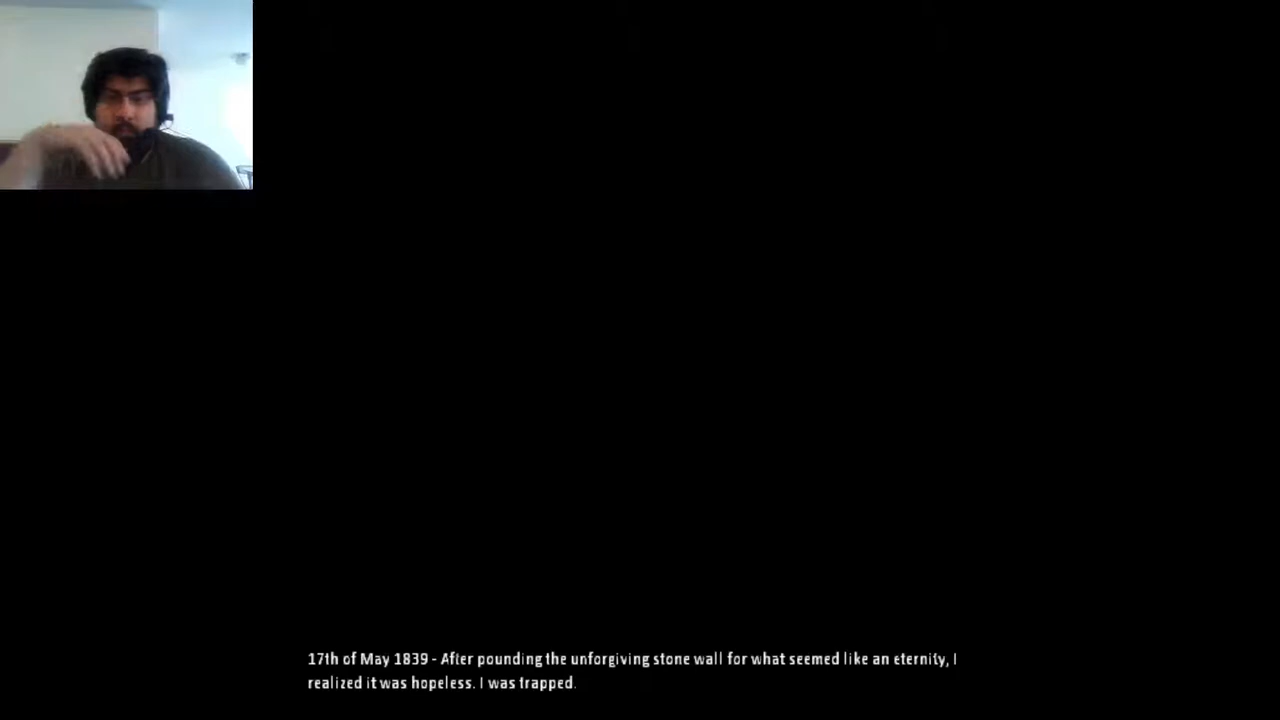 17th of May 1839 - After pounding the unforgiving stone wall for what seemed like an eternity, I
realized it was hopeless. I was trapped.